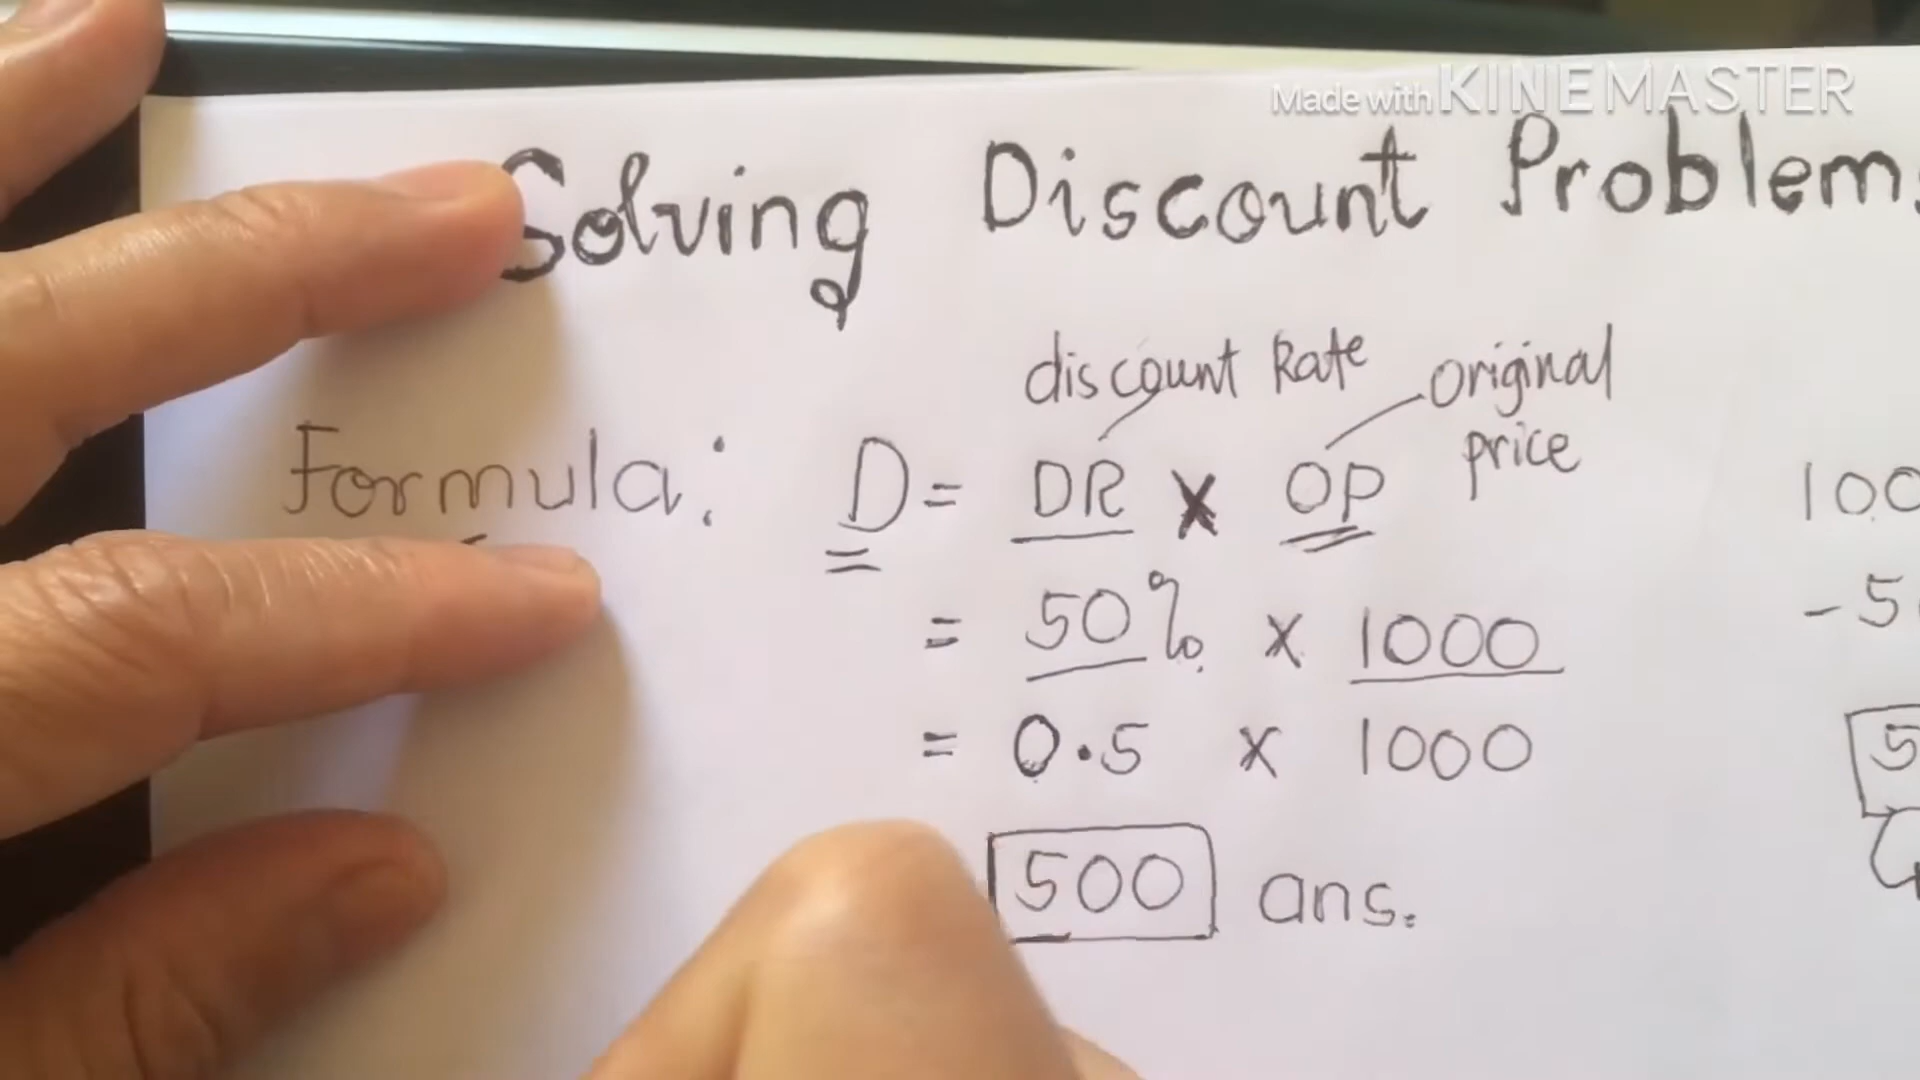 Made with KINEMASTER
Solving Discount Problems
discount Rate
original
price
Formula: D = DR x OP
= 50% x 1000
= 0.5 x 1000
500 ans.
100
- 5
5